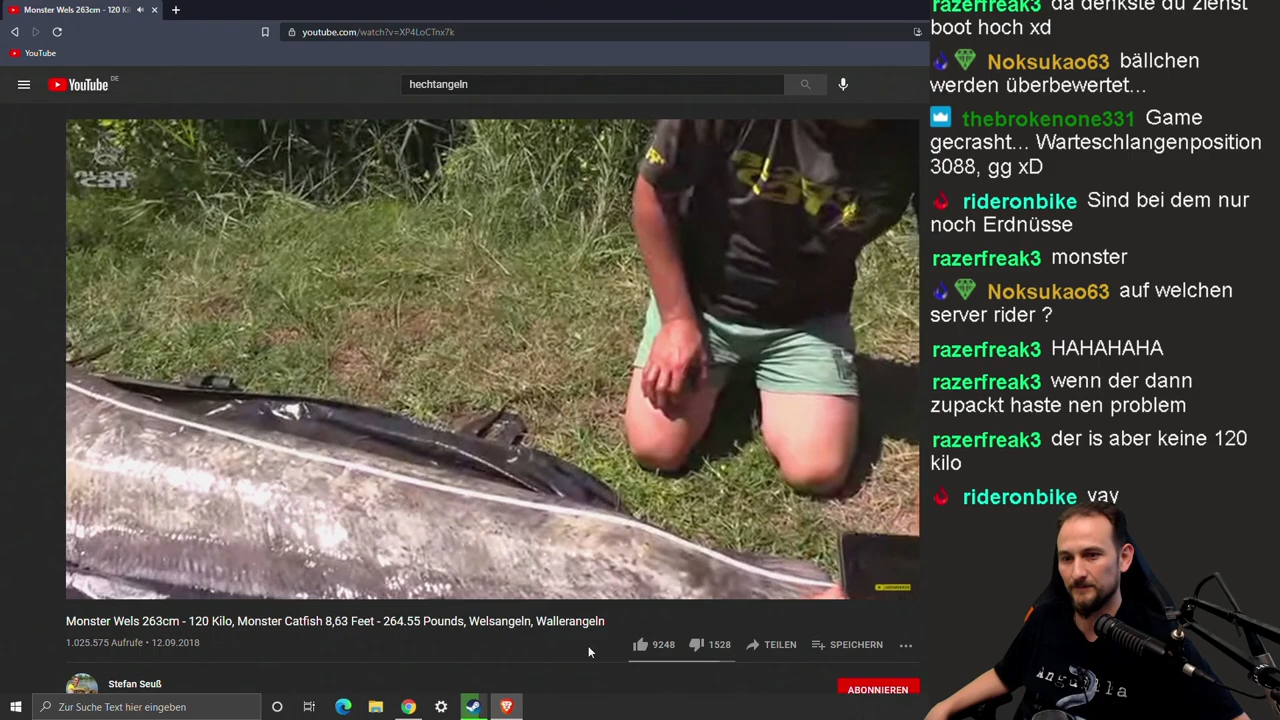 Monster Wels 263cm - 120 Ki
youtube.com/watch?v=XP4LoCTnx7k
YouTube
YouTube DE
hechtangeln
BLACK
CAT
Monster Wels 263cm - 120 Kilo, Monster Catfish 8,63 Feet - 264.55 Pounds, Welsangeln, Wallerangeln
1.025.575 Aufrufe • 12.09.2018
9248
1528
TEILEN
SPEICHERN
Stefan Seuß
ABONNIEREN
Zur Suche Text hier eingeben
razerfreak3 da denkste du ziehst
boot hoch xd
Noksukao63 bällchen
werden überbewertet...
thebrokenone331 Game
gecrasht... Warteschlangenposition
3088, gg xD
rideronbike Sind bei dem nur
noch Erdnüsse
razerfreak3 monster
Noksukao63 auf welchen
server rider ?
razerfreak3 HAHAHAHA
razerfreak3 wenn der dann
zupackt haste nen problem
razerfreak3 der is aber keine 120
kilo
rideronbike